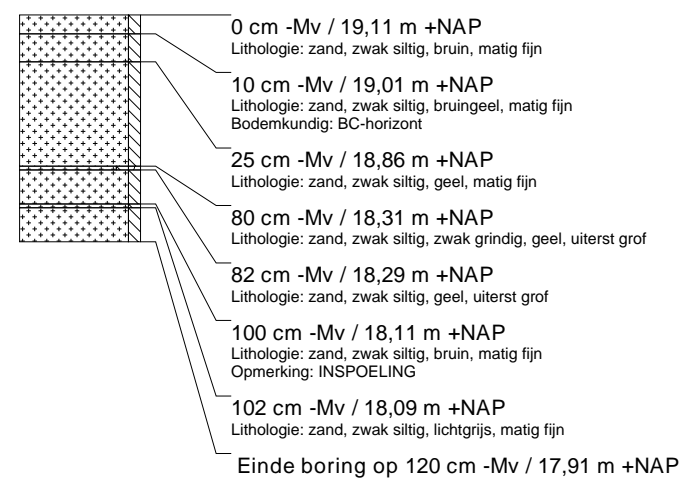 0 cm -Mv / 19,11 m +NAP
Lithologie: zand, zwak siltig, bruin, matig fijn
10 cm -Mv / 19,01 m +NAP
Lithologie: zand, zwak siltig, bruingeel, matig fijn
Bodemkundig: BC-horizont
25 cm -Mv / 18,86 m +NAP
Lithologie: zand, zwak siltig, geel, matig fijn
80 cm -Mv / 18,31 m +NAP
Lithologie: zand, zwak siltig, zwak grindig, geel, uiterst grof
82 cm -Mv / 18,29 m +NAP
Lithologie: zand, zwak siltig, geel, uiterst grof
100 cm -Mv / 18,11 m +NAP
Lithologie: zand, zwak siltig, bruin, matig fijn
Opmerking: INSPOELING
102 cm -Mv / 18,09 m +NAP
Lithologie: zand, zwak siltig, lichtgrijs, matig fijn
Einde boring op 120 cm -Mv / 17,91 m +NAP